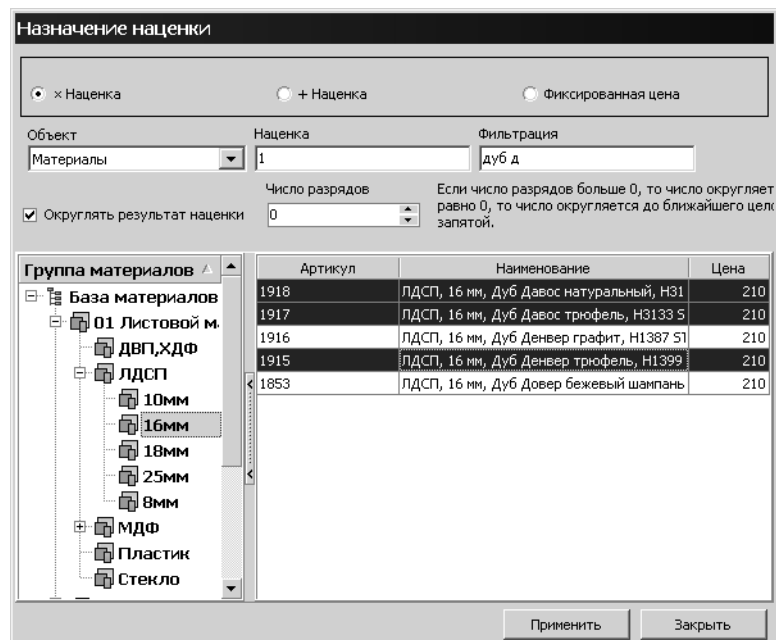 Назначение наценки
× Наценка + Наценка Фиксированная цена
Объект Наценка Фильтрация
Материалы 1 дуб д
Число разрядов Если число разрядов больше 0, то число округляет
Округлять результат наценки 0 равно 0, то число округляется до ближайшего цело
запятой.
Группа материалов Артикул Наименование Цена
База материалов 1918 ЛДСП, 16 мм, Дуб Давос натуральный, H31 210
01 Листовой м 1917 ЛДСП, 16 мм, Дуб Давос трюфель, H3133 S 210
ДВП,ХДФ 1916 ЛДСП, 16 мм, Дуб Денвер графит, H1387 ST 210
ЛДСП 1915 ЛДСП, 16 мм, Дуб Денвер трюфель, H1399 210
10мм 1853 ЛДСП, 16 мм, Дуб Довер бежевый шампань 210
16мм
18мм
25мм
8мм
МДФ
Пластик
Стекло
Применить Закрыть